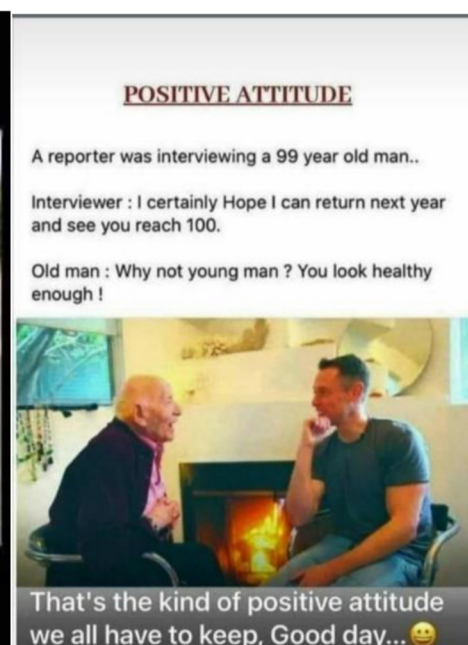 POSITIVE ATTITUDE
A reporter was interviewing a 99 year old man..
Interviewer : I certainly Hope I can return next year
and see you reach 100.
Old man : Why not young man ? You look healthy
enough !
That's the kind of positive attitude
we all have to keep, Good day... 😀